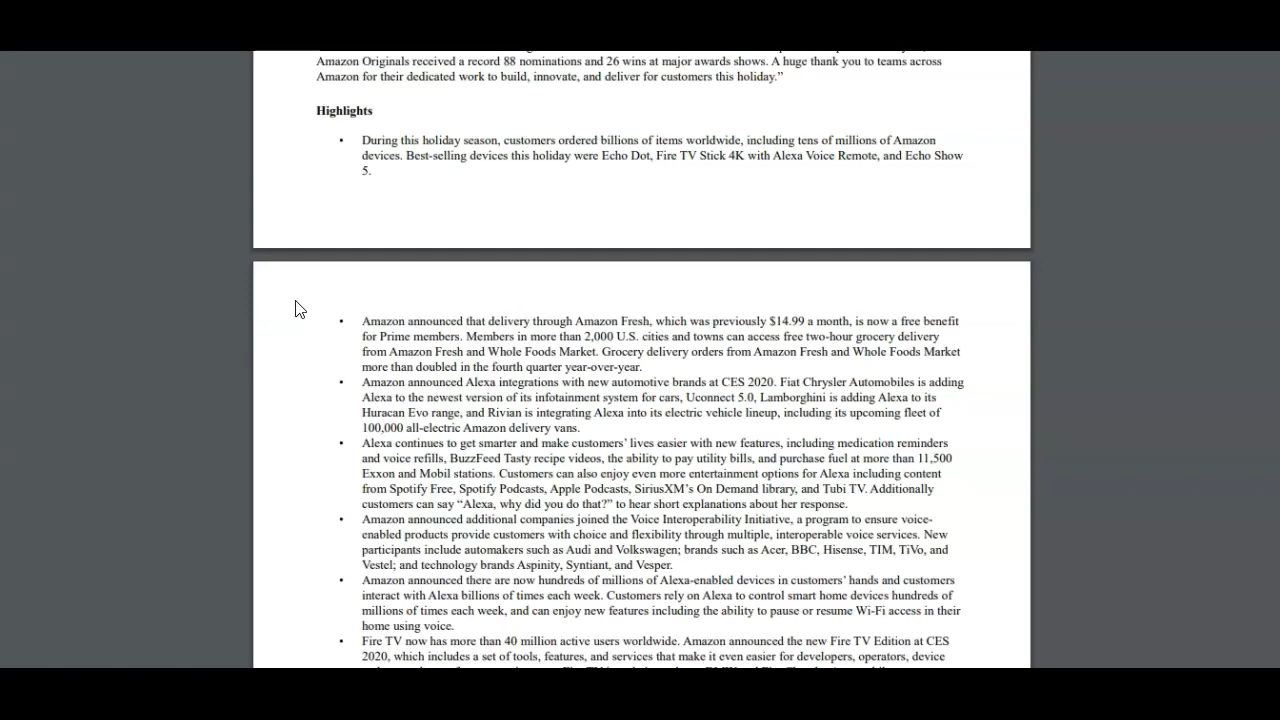 Amazon Originals received a record 88 nominations and 26 wins at major awards shows. A huge thank you to teams across
Amazon for their dedicated work to build, innovate, and deliver for customers this holiday.”
Highlights
• During this holiday season, customers ordered billions of items worldwide, including tens of millions of Amazon
devices. Best-selling devices this holiday were Echo Dot, Fire TV Stick 4K with Alexa Voice Remote, and Echo Show
5.
• Amazon announced that delivery through Amazon Fresh, which was previously $14.99 a month, is now a free benefit
for Prime members. Members in more than 2,000 U.S. cities and towns can access free two-hour grocery delivery
from Amazon Fresh and Whole Foods Market. Grocery delivery orders from Amazon Fresh and Whole Foods Market
more than doubled in the fourth quarter year-over-year.
• Amazon announced Alexa integrations with new automotive brands at CES 2020. Fiat Chrysler Automobiles is adding
Alexa to the newest version of its infotainment system for cars, Uconnect 5.0, Lamborghini is adding Alexa to its
Huracan Evo range, and Rivian is integrating Alexa into its electric vehicle lineup, including its upcoming fleet of
100,000 all-electric Amazon delivery vans.
• Alexa continues to get smarter and make customers’ lives easier with new features, including medication reminders
and voice refills, BuzzFeed Tasty recipe videos, the ability to pay utility bills, and purchase fuel at more than 11,500
Exxon and Mobil stations. Customers can also enjoy even more entertainment options for Alexa including content
from Spotify Free, Spotify Podcasts, Apple Podcasts, SiriusXM’s On Demand library, and Tubi TV. Additionally
customers can say “Alexa, why did you do that?” to hear short explanations about her response.
• Amazon announced additional companies joined the Voice Interoperability Initiative, a program to ensure voice-
enabled products provide customers with choice and flexibility through multiple, interoperable voice services. New
participants include automakers such as Audi and Volkswagen; brands such as Acer, BBC, Hisense, TIM, TiVo, and
Vestel; and technology brands Aspinity, Syntiant, and Vesper.
• Amazon announced there are now hundreds of millions of Alexa-enabled devices in customers’ hands and customers
interact with Alexa billions of times each week. Customers rely on Alexa to control smart home devices hundreds of
millions of times each week, and can enjoy new features including the ability to pause or resume Wi-Fi access in their
home using voice.
• Fire TV now has more than 40 million active users worldwide. Amazon announced the new Fire TV Edition at CES
2020, which includes a set of tools, features, and services that make it even easier for developers, operators, device